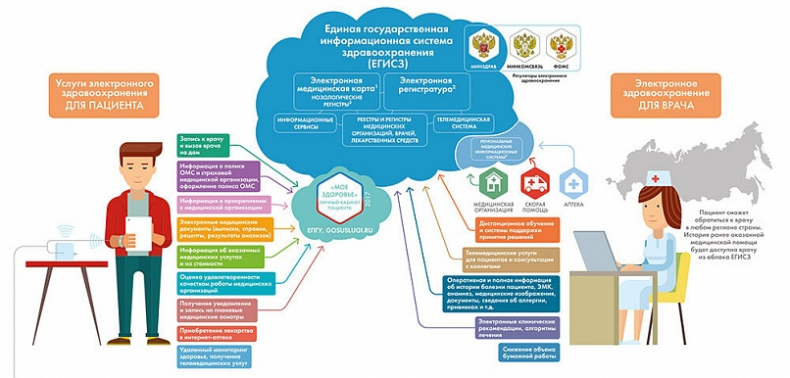 Единая государственная
информационная система
здравоохранения
(ЕГИСЗ)
МИНЗДРАВ
МИНКОМСВЯЗЬ
ФОМС
Регуляторы электронного
здравоохранения
Электронная
медицинская карта¹
НОЗОЛОГИЧЕСКИЕ
РЕГИСТРЫ³
Электронная
регистратура²
ИНФОРМАЦИОННЫЕ
СЕРВИСЫ
РЕЕСТРЫ И РЕГИСТРЫ
МЕДИЦИНСКИХ
ОРГАНИЗАЦИЙ, ВРАЧЕЙ,
ЛЕКАРСТВЕННЫХ СРЕДСТВ
ТЕЛЕМЕДИЦИНСКАЯ
СИСТЕМА
РЕГИОНАЛЬНЫЕ
МЕДИЦИНСКИЕ
ИНФОРМАЦИОННЫЕ
СИСТЕМЫ⁴
Услуги электронного
здравоохранения
ДЛЯ ПАЦИЕНТА
Электронное
здравоохранение
ДЛЯ ВРАЧА
Запись к врачу
и вызов врача
на дом
Информация о полисе
ОМС и страховой
медицинской организации,
оформление полиса ОМС
Информация о прикреплении
к медицинской организации
Электронные медицинские
документы (выписки, справки,
рецепты, результаты анализов)
Информация об оказанных
медицинских услугах
и их стоимости
Оценка удовлетворенности
качеством работы медицинских
организаций
Получение уведомления
и запись на плановые
медицинские осмотры
Приобретение лекарства
в интернет-аптеке
Удаленный мониторинг
здоровья, получение
телемедицинских услуг
«МОЕ
ЗДОРОВЬЕ»
ЛИЧНЫЙ КАБИНЕТ
ПАЦИЕНТА
2017
ЕПГУ, GOSUSLUGI.RU
МЕДИЦИНСКАЯ
ОРГАНИЗАЦИЯ
СКОРАЯ
ПОМОЩЬ
АПТЕКА
Дистанционное обучение
и системы поддержки
принятия решений
Телемедицинские услуги
для пациентов и консультации
с коллегами
Оперативная и полная информация
об истории болезни пациента, ЭМК,
анамнез, медицинские изображения,
документы, сведения об аллергии,
прививках и т.д.
Электронные клинические
рекомендации, алгоритмы
лечения
Снижение объема
бумажной работы
Пациент сможет
обратиться к врачу
в любом регионе страны.
История ранее оказанной
медицинской помощи
будет доступна врачу
из облака ЕГИСЗ